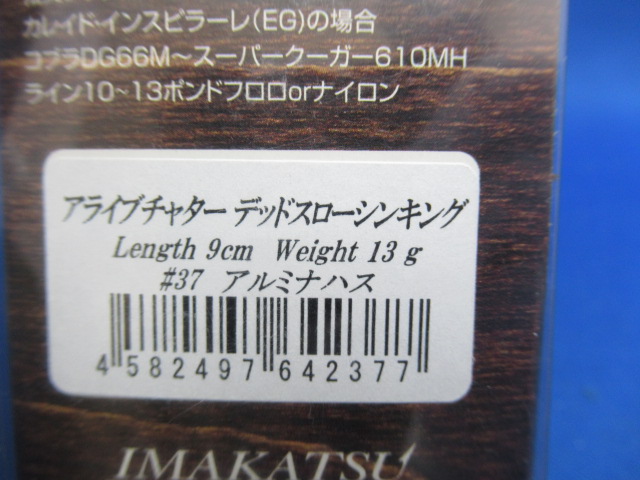 カレイド・インスピラーレ(EG)の場合
コブラDG66M〜スーパークーガー610MH
ライン10~13ポンドフロロorナイロン
アライブチャター デッドスローシンキング
Length 9cm Weight 13 g
#37 アルミナハス
4 582497 642377
IMAKATSU